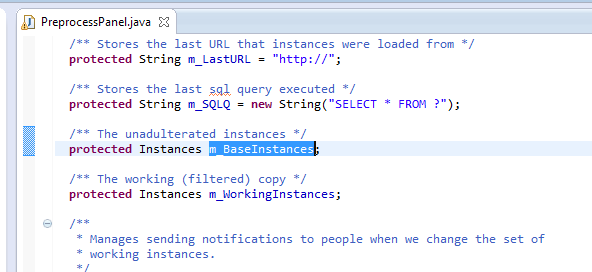 PreprocessPanel.java
/** Stores the last URL that instances were loaded from */
protected String m_LastURL = "http://";
/** Stores the last sql query executed */
protected String m_SQLQ = new String("SELECT * FROM ?");
/** The unadulterated instances */
protected Instances m_BaseInstances;
/** The working (filtered) copy */
protected Instances m_WorkingInstances;
/**
* Manages sending notifications to people when we change the set of
* working instances.
*/